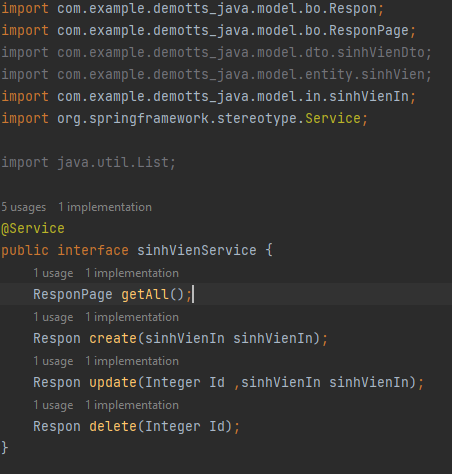 import com.example.demotts_java.model.bo.Respon;
import com.example.demotts_java.model.bo.ResponPage;
import com.example.demotts_java.model.dto.sinhVienDto;
import com.example.demotts_java.model.entity.sinhVien;
import com.example.demotts_java.model.in.sinhVienIn;
import org.springframework.stereotype.Service;
import java.util.List;
5 usages 1 implementation
@Service
public interface sinhVienService {
1 usage 1 implementation
ResponPage getAll();
1 usage 1 implementation
Respon create(sinhVienIn sinhVienIn);
1 usage 1 implementation
Respon update(Integer Id ,sinhVienIn sinhVienIn);
1 usage 1 implementation
Respon delete(Integer Id);
}